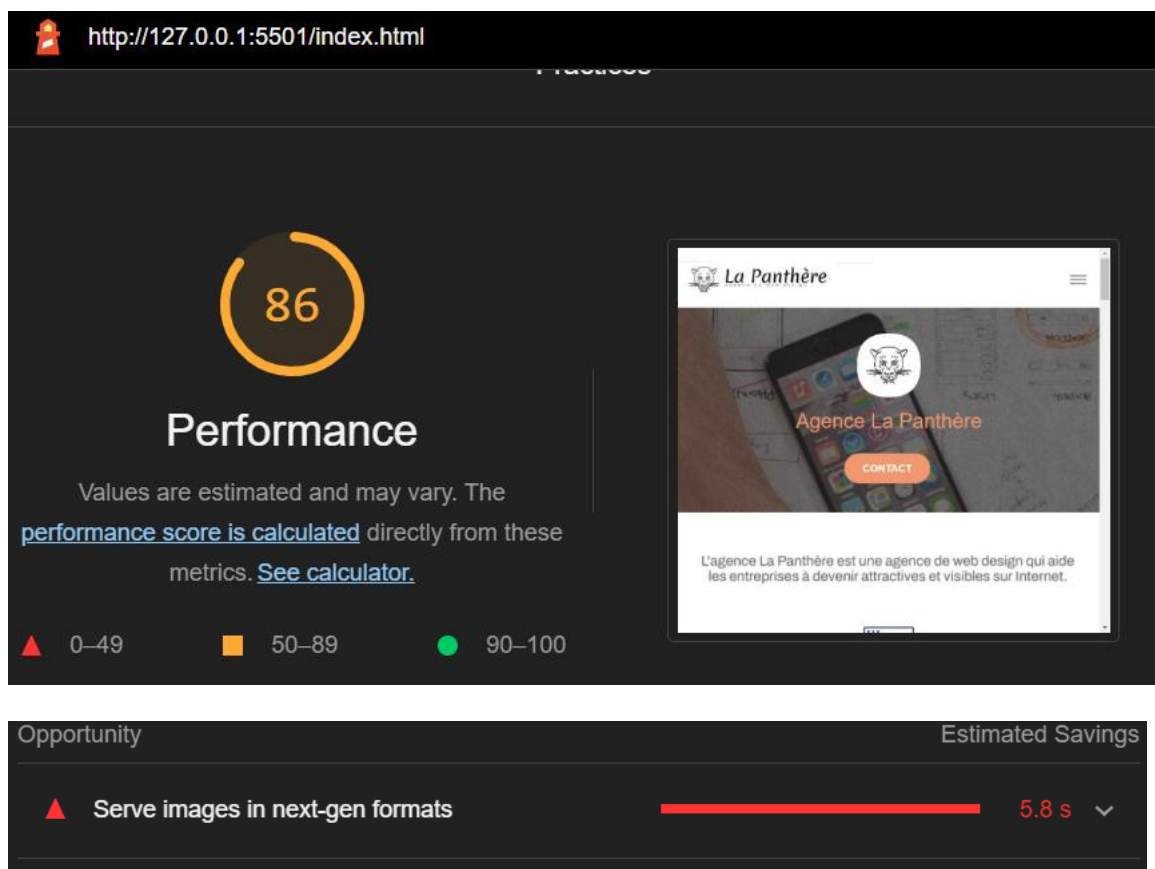 http://127.0.0.1:5501/index.html
Practices
86
Performance
Values are estimated and may vary. The
performance score is calculated directly from these
metrics. See calculator.
0–49 50–89 90–100
La Panthère
Agence La Panthère
CONTACT
L'agence La Panthère est une agence de web design qui aide
les entreprises à devenir attractives et visibles sur Internet.
Opportunity Estimated Savings
Serve images in next-gen formats 5.8 s